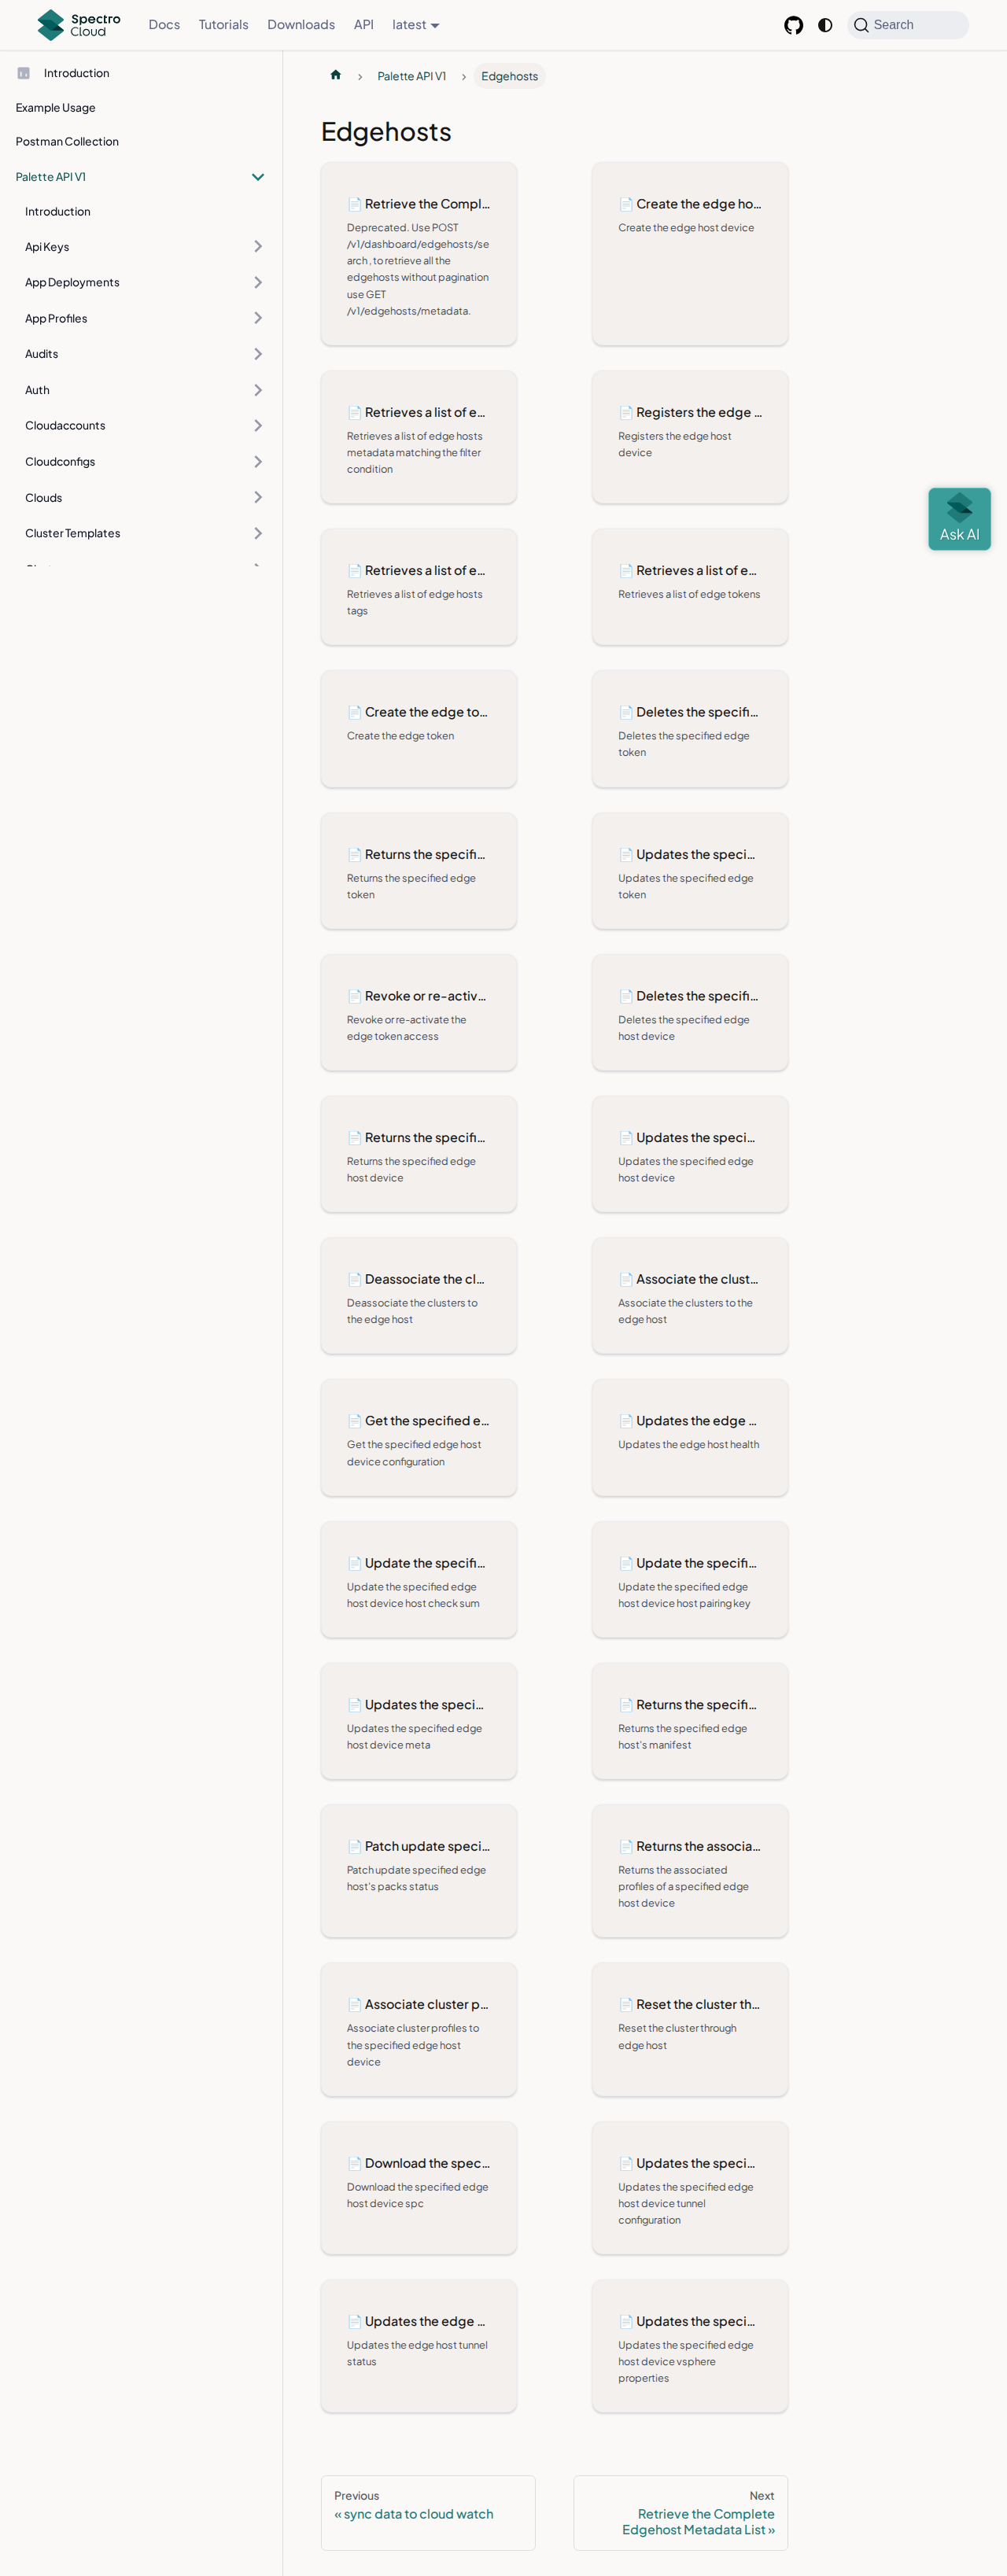 Spectro
Cloud
Docs
Tutorials
Downloads
API
latest
Search
Introduction
Example Usage
Postman Collection
Palette API V1
Introduction
Api Keys
App Deployments
App Profiles
Audits
Auth
Cloudaccounts
Cloudconfigs
Clouds
Cluster Templates
Palette API V1
Edgehosts
Edgehosts
Retrieve the Compl...
Deprecated. Use POST
/v1/dashboard/edgehosts/se
arch , to retrieve all the
edgehosts without pagination
use GET
/v1/edgehosts/metadata.
Create the edge ho...
Create the edge host device
Retrieves a list of e...
Retrieves a list of edge hosts
metadata matching the filter
condition
Registers the edge ...
Registers the edge host
device
Retrieves a list of e...
Retrieves a list of edge hosts
tags
Retrieves a list of e...
Retrieves a list of edge tokens
Create the edge to...
Create the edge token
Deletes the specifi...
Deletes the specified edge
token
Returns the specifi...
Returns the specified edge
token
Updates the speci...
Updates the specified edge
token
Revoke or re-activ...
Revoke or re-activate the
edge token access
Deletes the specifi...
Deletes the specified edge
host device
Returns the specifi...
Returns the specified edge
host device
Updates the speci...
Updates the specified edge
host device
Deassociate the cl...
Deassociate the clusters to
the edge host
Associate the clust...
Associate the clusters to the
edge host
Get the specified e...
Get the specified edge host
device configuration
Updates the edge ...
Updates the edge host health
Update the specifi...
Update the specified edge
host device host check sum
Update the specifi...
Update the specified edge
host device host pairing key
Updates the speci...
Updates the specified edge
host device meta
Returns the specifi...
Returns the specified edge
host's manifest
Patch update speci...
Patch update specified edge
host's packs status
Returns the associa...
Returns the associated
profiles of a specified edge
host device
Associate cluster p...
Associate cluster profiles to
the specified edge host
device
Reset the cluster th...
Reset the cluster through
edge host
Download the spec...
Download the specified edge
host device spc
Updates the speci...
Updates the specified edge
host device tunnel
configuration
Updates the edge ...
Updates the edge host tunnel
status
Updates the speci...
Updates the specified edge
host device vsphere
properties
Previous
« sync data to cloud watch
Next
Retrieve the Complete
Edgehost Metadata List »
Ask AI